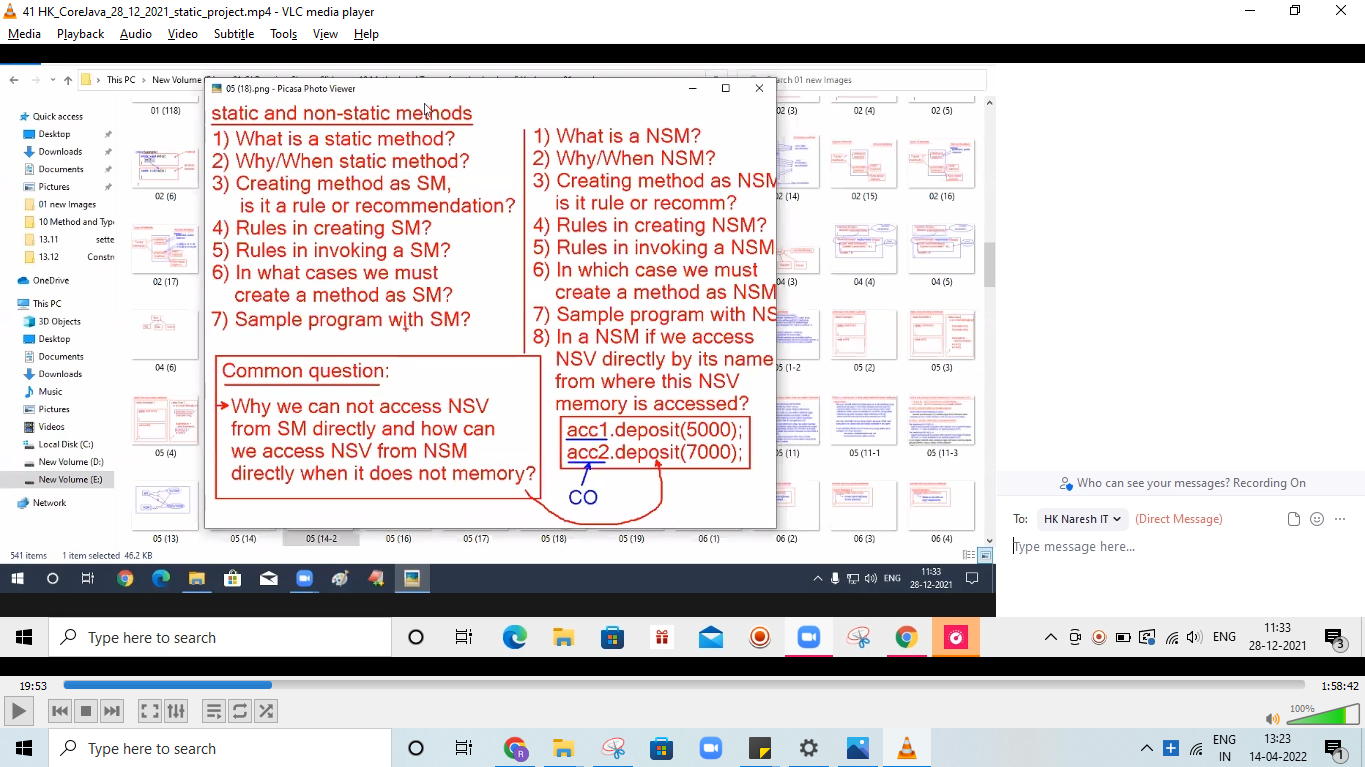 41 HK_CoreJava_28_12_2021_static_project.mp4 - VLC media player
Media Playback Audio Video Subtitle Tools View Help
This PC New Volume
arch 01 new Images
05 (18).png - Picasa Photo Viewer
Quick access
Desktop
Downloads
Documents
Pictures
01 new Images
10 Method and Typ
13.11 sette
13.12 Constr
OneDrive
This PC
3D Objects
Desktop
Documents
Downloads
Music
Pictures
Videos
Local Disk (C:)
New Volume (D:)
New Volume (E:)
Network
01 (118)
02 (6)
02 (17)
04 (6)
05 (4)
static and non-static methods
1) What is a static method?
2) Why/When static method?
3) Creating method as SM,
is it a rule or recommendation?
4) Rules in creating SM?
5) Rules in invoking a SM?
6) In what cases we must
create a method as SM?
7) Sample program with SM?
Common question:
Why we can not access NSV
from SM directly and how can
we access NSV from NSM
directly when it does not memory?
1) What is a NSM?
2) Why/When NSM?
3) Creating method as NSM
is it rule or recomm?
4) Rules in creating NSM?
5) Rules in invoking a NSM
6) In which case we must
create a method as NSM
7) Sample program with NS
8) In a NSM if we access
NSV directly by its name
from where this NSV
memory is accessed?
acc1.deposit(5000);
acc2.deposit(7000);
CO
02 (3) 02 (4) 02 (5)
2 (14) 02 (15) 02 (16)
04 (4) 04 (5)
5 (1-2 05 (2) 05 (3)
5 (11) 05 (11-1 05 (11-3
05 (13) 05 (14) 05 (14-2 05 (16) 05 (17) 05 (18) 05 (19) 06 (1) 06 (2) 06 (3) 06 (4)
541 items 1 item selected 46.2 KB
ENG
11:33
28-12-2021
Who can see your messages? Recording On
To: HK Naresh IT (Direct Message)
Type message here...
Type here to search
ENG
11:33
28-12-2021
3
19:53
1:58:42
100%
Type here to search
R
ENG
IN
13:23
14-04-2022
1